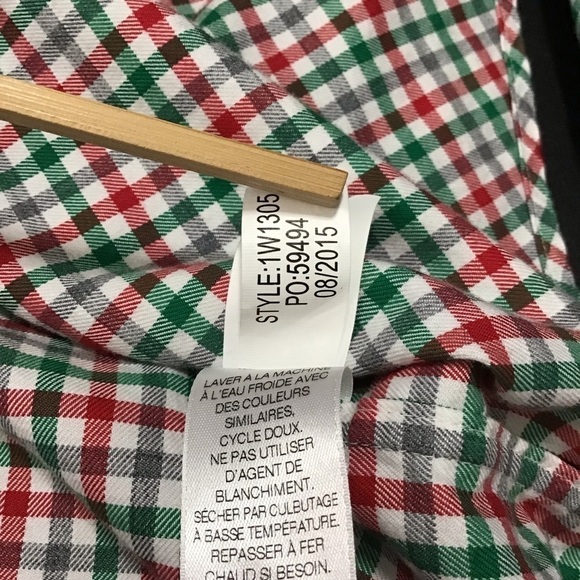 STYLE:1W1305
PO:59494
08/2015
LAVER A LA MACHINE
À L'EAU FROIDE AVEC
DES COULEURS
SIMILAIRES,
CYCLE DOUX.
NE PAS UTILISER
D'AGENT DE
BLANCHIMENT.
SÉCHER PAR CULBUTAGE
À BASSE TEMPÉRATURE.
REPASSER À FER
CHAUD SI BESOIN.